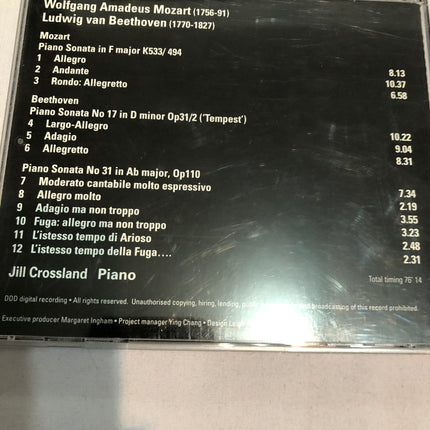 Wolfgang Amadeus Mozart (1756-91)
Ludwig van Beethoven (1770-1827)
Mozart
Piano Sonata in F major K533/ 494
1 Allegro 8.13
2 Andante 10.37
3 Rondo: Allegretto 6.58
Beethoven
Piano Sonata No 17 in D minor Op31/2 ('Tempest')
4 Largo-Allegro 10.22
5 Adagio 9.04
6 Allegretto 8.31
Piano Sonata No 31 in Ab major, Op110
7 Moderato cantabile molto espressivo 7.34
8 Allegro molto 2.19
9 Adagio ma non troppo 3.55
10 Fuga: allegro ma non troppo 3.23
11 L'istesso tempo di Arioso 2.48
12 L'istesso tempo della Fuga.... 2.31
Jill Crossland Piano
Total timing 76' 14
DDD digital recording • All rights reserved. Unauthorised copying, hiring, lending, public and broadcasting of this record prohibited.
Executive producer Margaret Ingham • Project manager Ying Chang • Design